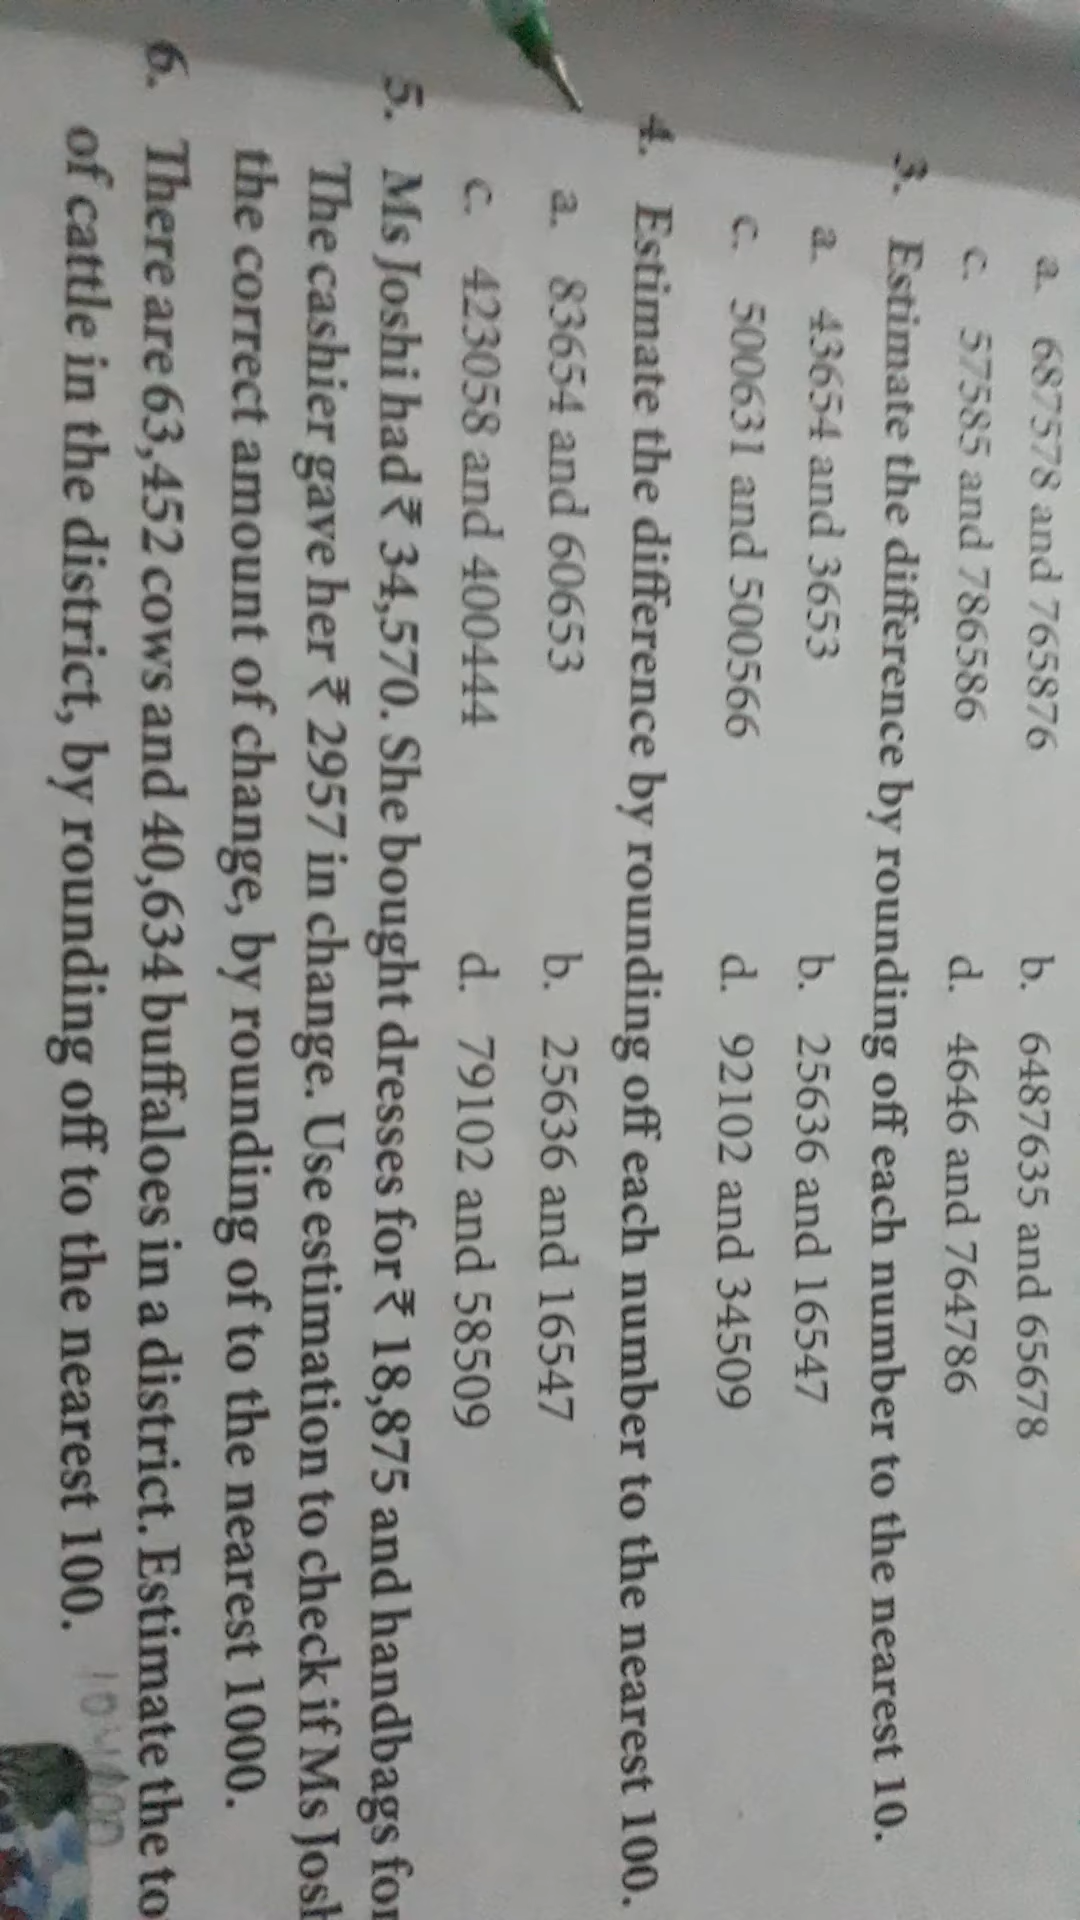 a. 687578 and 765876 b. 6487635 and 65678
c. 57585 and 786586 d. 4646 and 764786
3. Estimate the difference by rounding off each number to the nearest 10.
a. 43654 and 3653 b. 25636 and 16547
c. 500631 and 500566 d. 92102 and 34509
4. Estimate the difference by rounding off each number to the nearest 100.
a. 83654 and 60653 b. 25636 and 16547
c. 423058 and 400444 d. 79102 and 58509
5. Ms Joshi had ₹ 34,570. She bought dresses for ₹ 18,875 and handbags for
The cashier gave her ₹ 2957 in change. Use estimation to check if Ms Josh
the correct amount of change, by rounding of to the nearest 1000.
6. There are 63,452 cows and 40,634 buffaloes in a district. Estimate the to
of cattle in the district, by rounding off to the nearest 100.